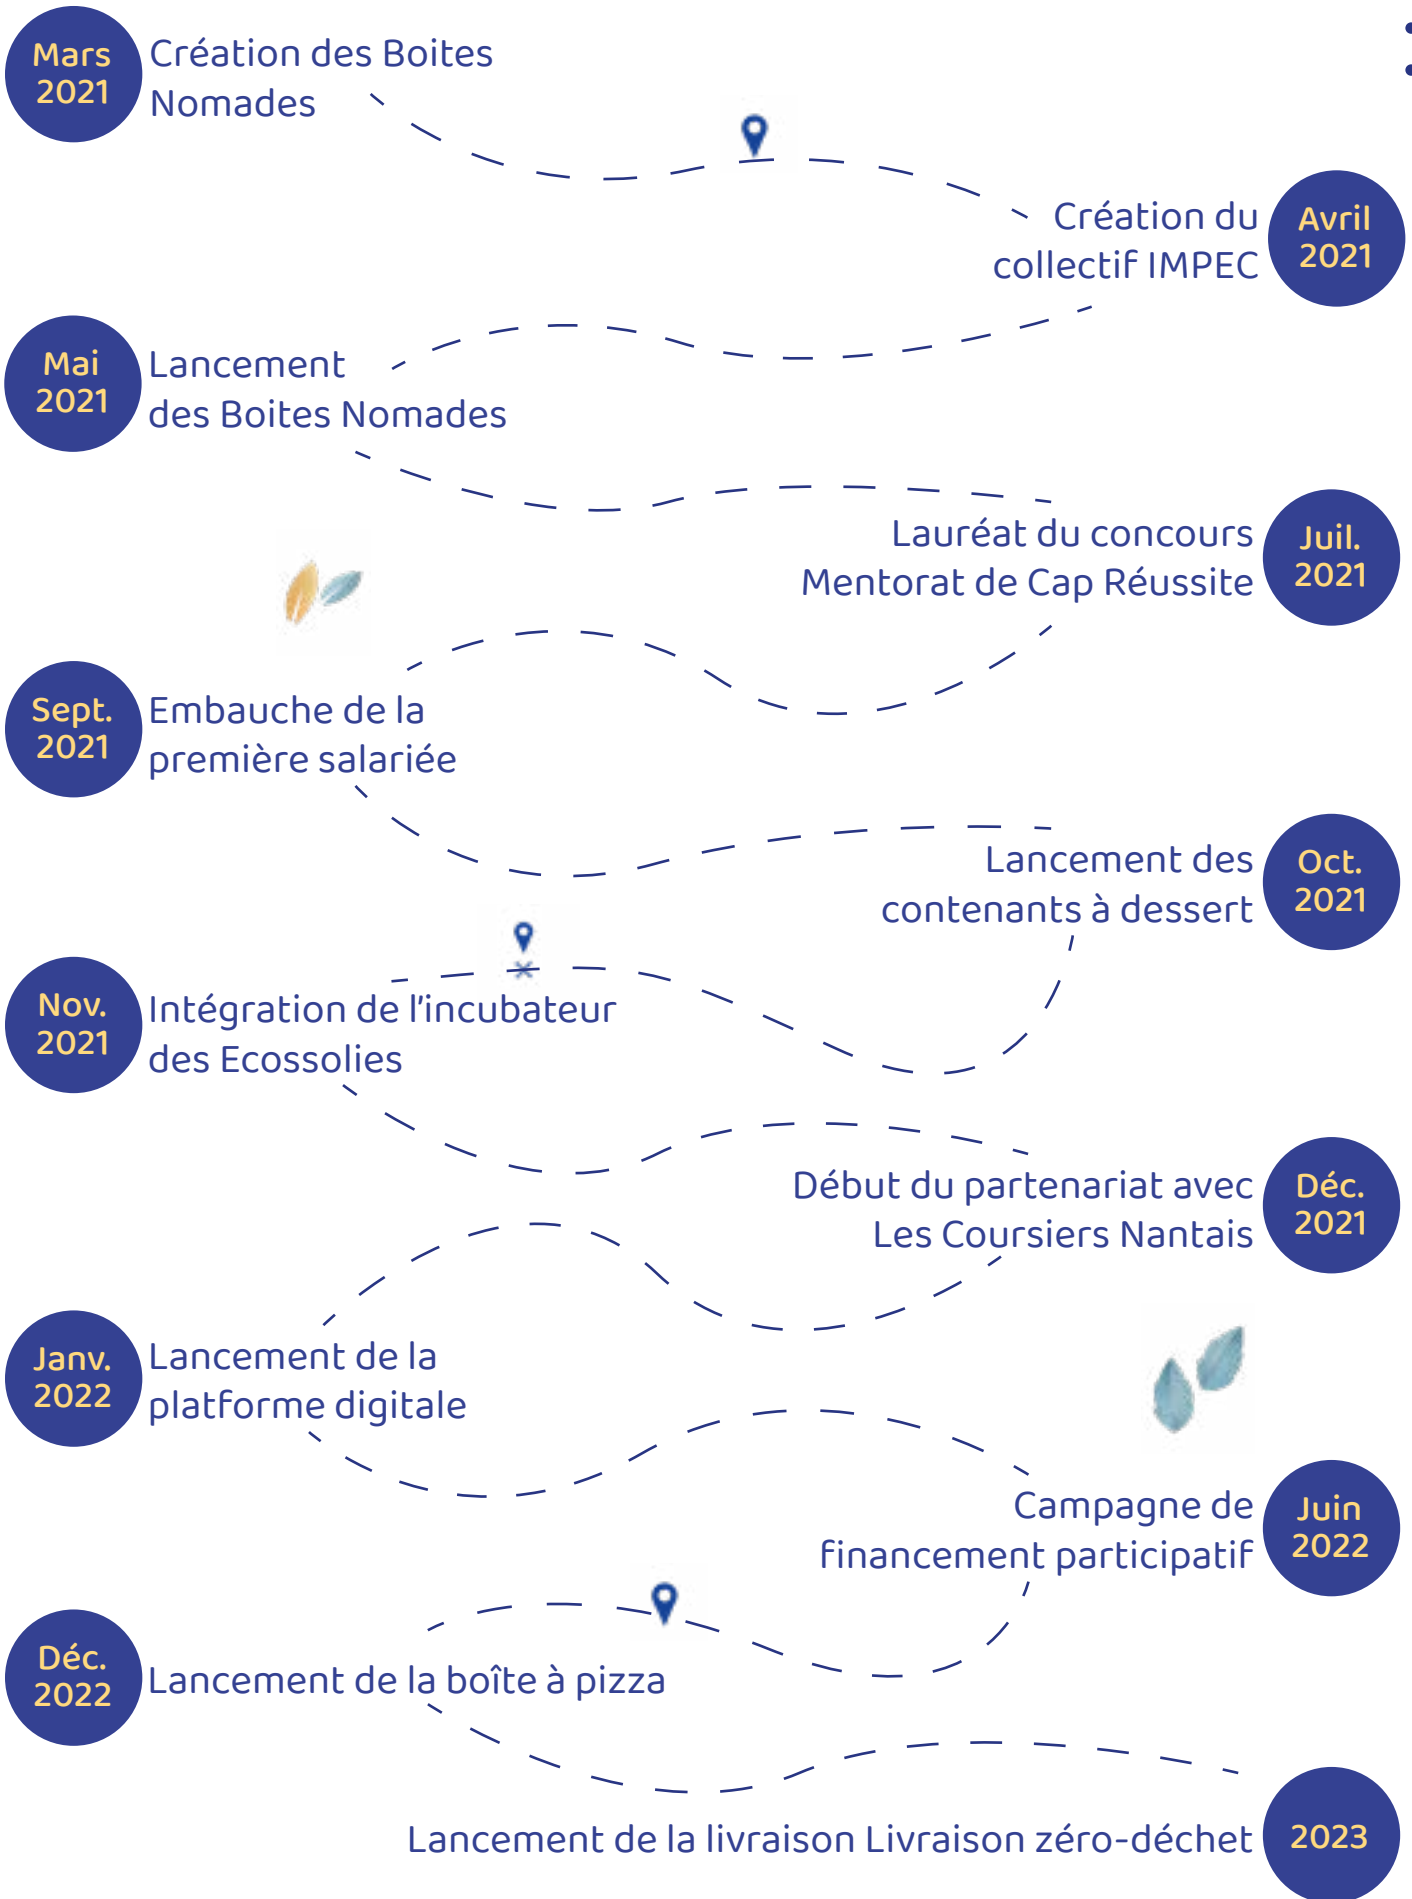 Mars
2021
Création des Boites
Nomades
Création du
collectif IMPEC
Avril
2021
Mai
2021
Lancement
des Boites Nomades
Lauréat du concours
Mentorat de Cap Réussite
Juil.
2021
Sept.
2021
Embauche de la
première salariée
Lancement des
contenants à dessert
Oct.
2021
Nov.
2021
Intégration de l'incubateur
des Ecossolies
Début du partenariat avec
Les Coursiers Nantais
Déc.
2021
Janv.
2022
Lancement de la
platforme digitale
Campagne de
financement participatif
Juin
2022
Déc.
2022
Lancement de la boîte à pizza
Lancement de la livraison Livraison zéro-déchet
2023